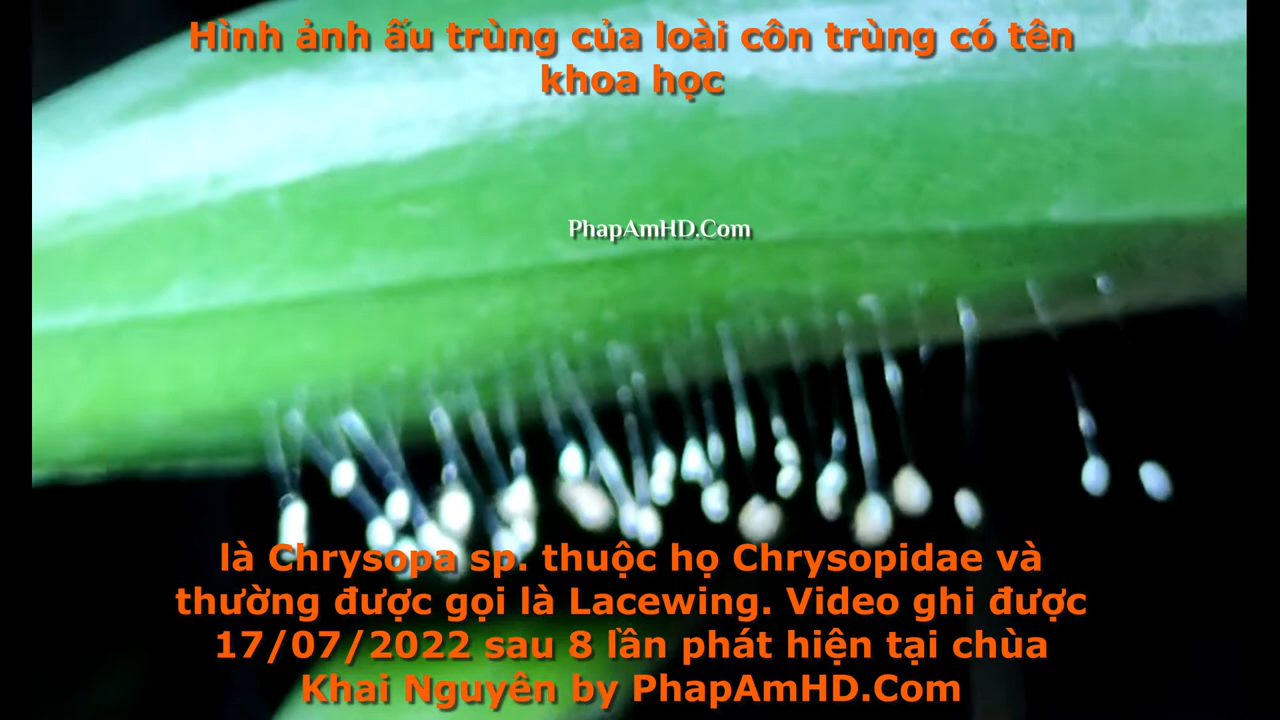 Hình ảnh ấu trùng của loài côn trùng có tên
khoa học
PhapAmHD.Com
là Chrysopa sp. thuộc họ Chrysopidae và
thường được gọi là Lacewing. Video ghi được
17/07/2022 sau 8 lần phát hiện tại chùa
Khai Nguyên by PhapAmHD.Com